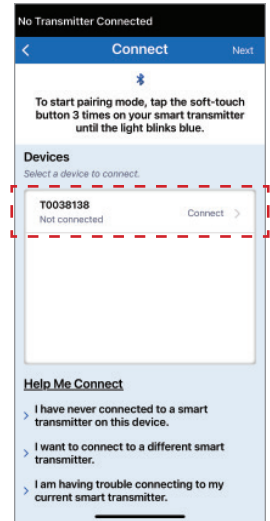 No Transmitter Connected
Connect
Next
To start pairing mode, tap the soft-touch
button 3 times on your smart transmitter
until the light blinks blue.
Devices
Select a device to connect.
T0038138
Connect
Not connected
Help Me Connect
I have never connected to a smart
transmitter on this device.
I want to connect to a different smart
transmitter.
I am having trouble connecting to my
current smart transmitter.